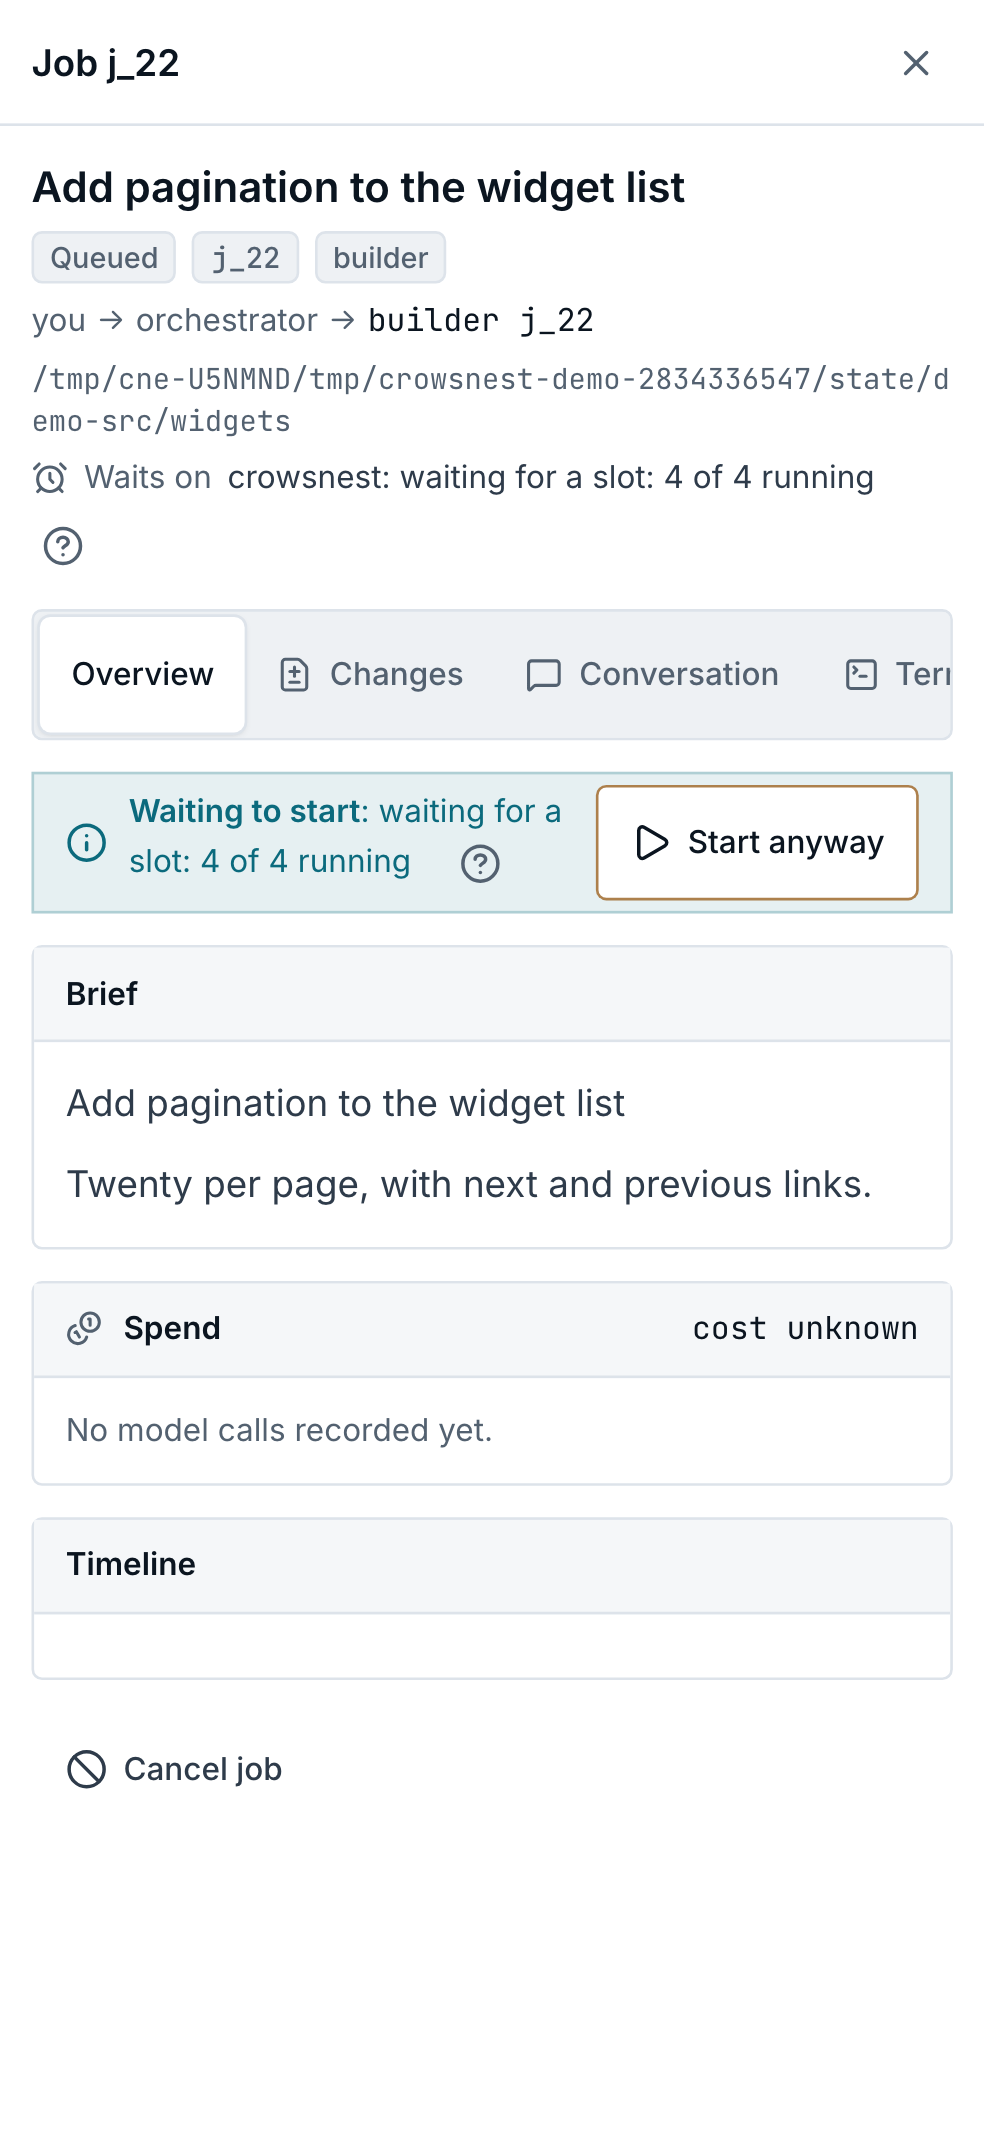 Job j_22
Add pagination to the widget list
Queued j_22 builder
you → orchestrator → builder j_22
/tmp/cne-U5NMND/tmp/crowsnest-demo-2834336547/state/d
emo-src/widgets
Waits on crowsnest: waiting for a slot: 4 of 4 running
Overview Changes Conversation Terr
Waiting to start: waiting for a
slot: 4 of 4 running
Start anyway
Brief
Add pagination to the widget list
Twenty per page, with next and previous links.
Spend cost unknown
No model calls recorded yet.
Timeline
Cancel job